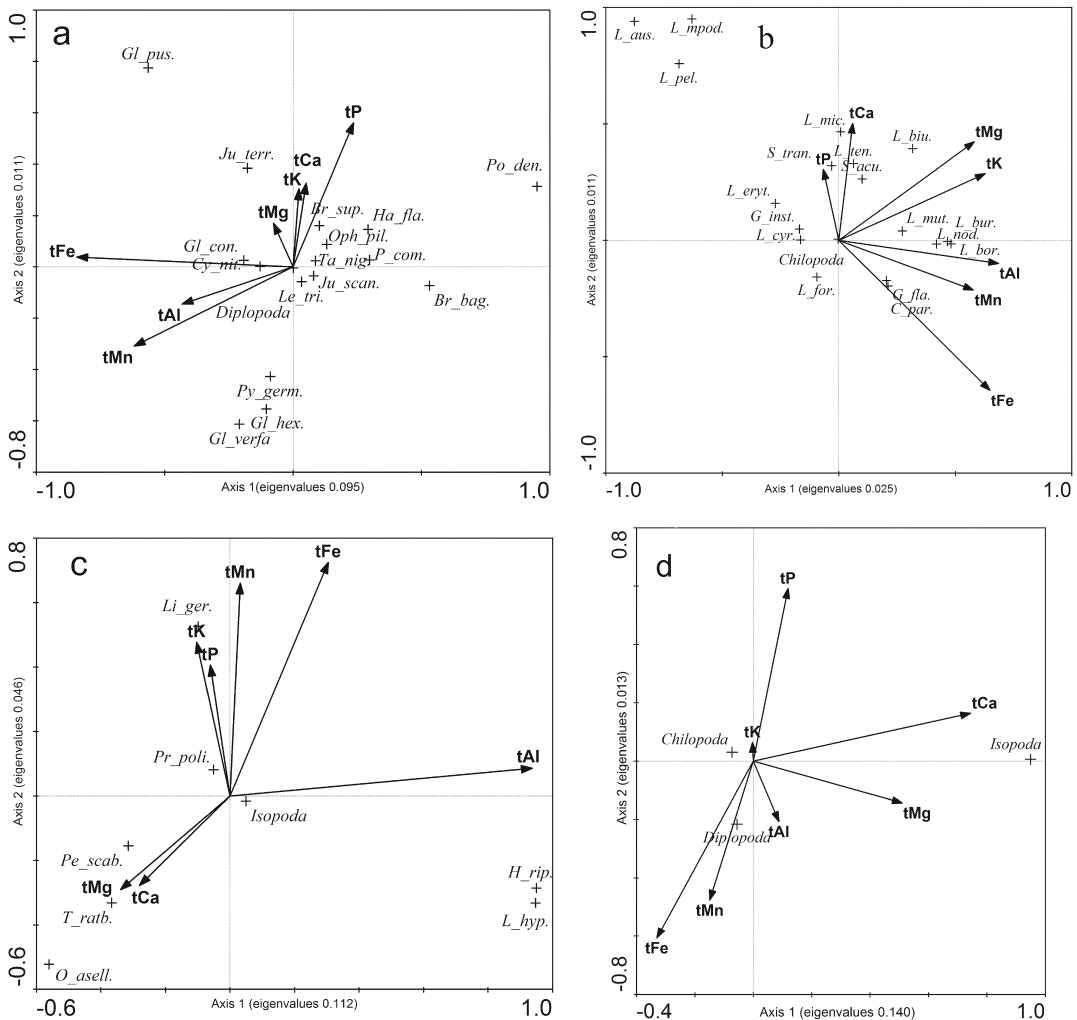 a
1.0
Gl_pus.
tP
Ju_terr.
tCa
tK
Po_den.
tMg
Br_sup.
Ha_fla.
Oph_pil.
tFe
Gl_con.
Cy_nit.
Ta_nig.
P_com.
Ju_scan.
Le_tri.
Br_bag.
tAl
Diplopoda
tMn
Py_germ.
Gl_hex.
Gl_verfa
Axis 2 (eigenvalues 0.011)
-0.8
-1.0
Axis 1(eigenvalues 0.095)
1.0
b
1.0
L_aus.
L_mpod.
L_pel.
L_mic.
tCa
L_biu.
tMg
S_tran.
tP
L_ten.
S_acu.
tK
L_eryt.
G_inst.
L_cyr.
L_mut.
L_bur.
L_nod.
L_bor.
Chilopoda
L_for.
tAl
tMn
G_fla.
C_par.
tFe
Axis 2 (eigenvalues 0.011)
-1.0
-1.0
Axis 1 (eigenvalues 0.025)
1.0
c
0.8
tMn
tFe
Li_ger.
tK
tP
Pr_poli.
tAl
Isopoda
Pe_scab.
tMg
tCa
T_ratb.
H_rip.
L_hyp.
O_asell.
Axis 2 (eigenvalues 0.046)
-0.6
-0.6
Axis 1 (eigenvalues 0.112)
1.0
d
0.8
tP
tCa
tK
Chilopoda
Isopoda
tMg
Diplopoda
tAl
tMn
tFe
Axis 2 (eigenvalues 0.013)
-0.8
-0.4
Axis 1 (eigenvalues 0.140)
1.0